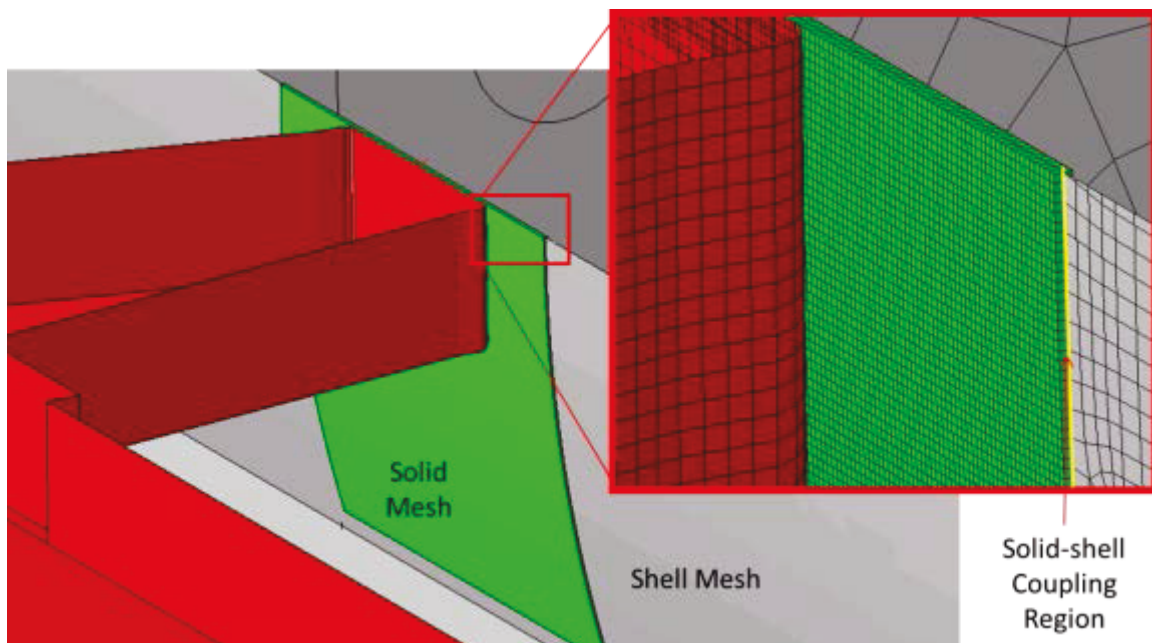 Solid
Mesh
Shell Mesh
Solid-shell
Coupling
Region